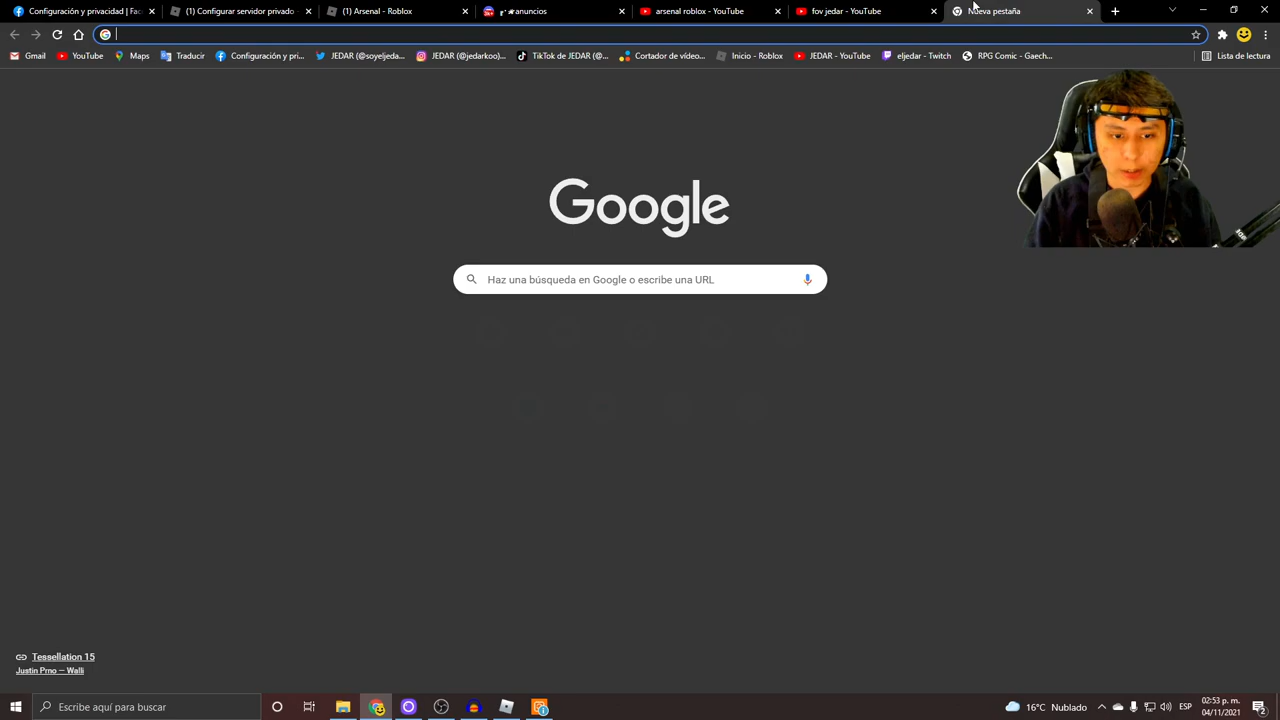 Configuración y privacidad | Fac
(1) Configurar servidor privado -
(1) Arsenal - Roblox
r ★anuncios
arsenal roblox - YouTube
fov jedar - YouTube
Nueva pestaña
Gmail
YouTube
Maps
Traducir
Configuración y pri...
JEDAR (@soyeljeda...
JEDAR (@jedarkoo)...
TikTok de JEDAR (@...
Cortador de vídeo...
Inicio - Roblox
JEDAR - YouTube
eljedar - Twitch
RPG Comic - Gaech...
Lista de lectura
Google
Haz una búsqueda en Google o escribe una URL
Tessellation 15
Justin Prno — Walli
Escribe aquí para buscar
16°C Nublado
ESP
02:53 p. m.
04/11/2021
2